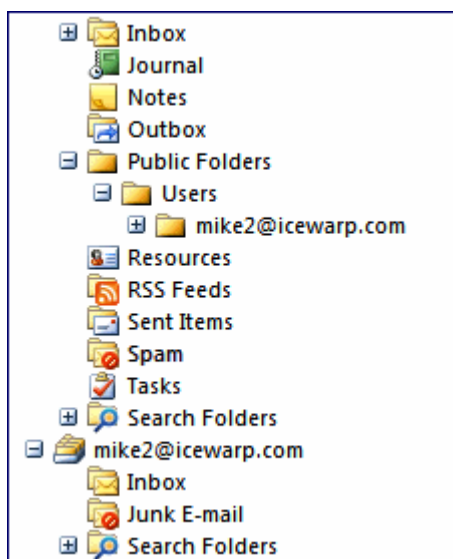 Inbox
Journal
Notes
Outbox
Public Folders
Users
mike2@icewarp.com
Resources
RSS Feeds
Sent Items
Spam
Tasks
Search Folders
mike2@icewarp.com
Inbox
Junk E-mail
Search Folders